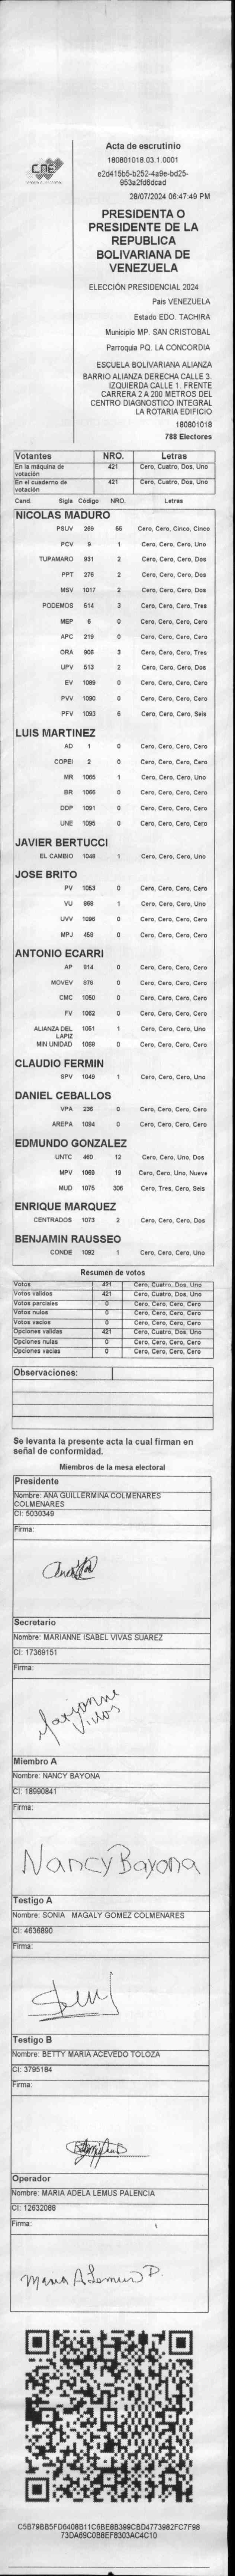 Acta de escrutinio
180801018.03.1.0001
e2d415b5-b252-4a9e-bd25-
953a2fd6dcad
28/07/2024 06:47:49 PM
CNE
PRESIDENTA O
PRESIDENTE DE LA
REPUBLICA
BOLIVARIANA DE
VENEZUELA
ELECCIÓN PRESIDENCIAL 2024
Pais VENEZUELA
Estado EDO. TACHIRA
Municipio MP. SAN CRISTOBAL
Parroquia PQ. LA CONCORDIA
ESCUELA BOLIVARIANA ALIANZA
BARRIO ALIANZA DERECHA CALLE 3.
IZQUIERDA CALLE 1. FRENTE
CARRERA 2 A 200 METROS DEL
CENTRO DIAGNOSTICO INTEGRAL
LA ROTARIA EDIFICIO
180801018
788 Electores
Votantes NRO. Letras
En la máquina de votación 421 Cero, Cuatro, Dos, Uno
En el cuaderno de votación 421 Cero, Cuatro, Dos, Uno
Cand. Sigla Código NRO. Letras
NICOLAS MADURO
PSUV 269 Cero, Cero, Cinco, Cinco
PCV 9 1 Cero, Cero, Cero, Uno
TUPAMARO 931 2 Cero, Cero, Cero, Dos
PPT 276 2 Cero, Cero, Cero, Dos
MSV 1017 2 Cero, Cero, Cero, Dos
PODEMOS 514 3 Cero, Cero, Cero, Tres
MEP 6 0 Cero, Cero, Cero, Cero
APC 219 0 Cero, Cero, Cero, Cero
ORA 906 3 Cero, Cero, Cero, Tres
UPV 513 2 Cero, Cero, Cero, Dos
EV 1089 0 Cero, Cero, Cero, Cero
PVV 1090 0 Cero, Cero, Cero, Cero
PFV 1093 6 Cero, Cero, Cero, Seis
LUIS MARTINEZ
AD 1 0 Cero, Cero, Cero, Cero
COPEI 2 0 Cero, Cero, Cero, Cero
MR 1065 1 Cero, Cero, Cero, Uno
BR 1066 0 Cero, Cero, Cero, Cero
DDP 1091 0 Cero, Cero, Cero, Cero
UNE 1095 0 Cero, Cero, Cero, Cero
JAVIER BERTUCCI
EL CAMBIO 1048 1 Cero, Cero, Cero, Uno
JOSE BRITO
PV 1053 0 Cero, Cero, Cero, Cero
VU 868 1 Cero, Cero, Cero, Uno
UVV 1096 0 Cero, Cero, Cero, Cero
MPJ 458 0 Cero, Cero, Cero, Cero
ANTONIO ECARRI
AP 814 0 Cero, Cero, Cero, Cero
MOVEV 879 0 Cero, Cero, Cero, Cero
CMC 1050 0 Cero, Cero, Cero, Cero
FV 1062 0 Cero, Cero, Cero, Cero
ALIANZA DEL LAPIZ 1051 1 Cero, Cero, Cero, Uno
MIN UNIDAD 1068 0 Cero, Cero, Cero, Cero
CLAUDIO FERMIN
SPV 1049 1 Cero, Cero, Cero, Uno
DANIEL CEBALLOS
VPA 236 0 Cero, Cero, Cero, Cero
AREPA 1094 0 Cero, Cero, Cero, Cero
EDMUNDO GONZALEZ
UNTC 460 12 Cero, Cero, Uno, Dos
MPV 1069 19 Cero, Cero, Uno, Nueve
MUD 1075 306 Cero, Tres, Cero, Seis
ENRIQUE MARQUEZ
CENTRADOS 1073 2 Cero, Cero, Cero, Dos
BENJAMIN RAUSSEO
CONDE 1092 1 Cero, Cero, Cero, Uno
Resumen de votos
Votos 421 Cero, Cuatro, Dos, Uno
Votos validos 421 Cero, Cuatro, Dos, Uno
Votos parciales 0 Cero, Cero, Cero, Cero
Votos nulos 0 Cero, Cero, Cero, Cero
Votos vacios 0 Cero, Cero, Cero, Cero
Opciones validas 421 Cero, Cuatro, Dos, Uno
Opciones nulas 0 Cero, Cero, Cero, Cero
Opciones vacias 0 Cero, Cero, Cero, Cero
Observaciones:
Se levanta la presente acta la cual firman en
señal de conformidad.
Miembros de la mesa electoral
Presidente
Nombre: ANA GUILLERMINA COLMENARES
COLMENARES
CI: 5030349
Firma:
Secretario
Nombre: MARIANNE ISABEL VIVAS SUAREZ
CI: 17369151
Firma:
Marianne
Vivas
Miembro A
Nombre: NANCY BAYONA
CI: 18990841
Firma:
Nancy Bayona
Testigo A
Nombre: SONIA MAGALY GOMEZ COLMENARES
CI: 4636890
Firma:
Testigo B
Nombre: BETTY MARIA ACEVEDO TOLOZA
CI: 3795184
Firma:
Operador
Nombre: MARIA ADELA LEMUS PALENCIA
CI: 12632088
Firma:
Maria A Lemus P.
C5B79BB5FD6408B11C6BE8B399C8D4773982FC7F98
73DA69C0B8EF8303AC4C10